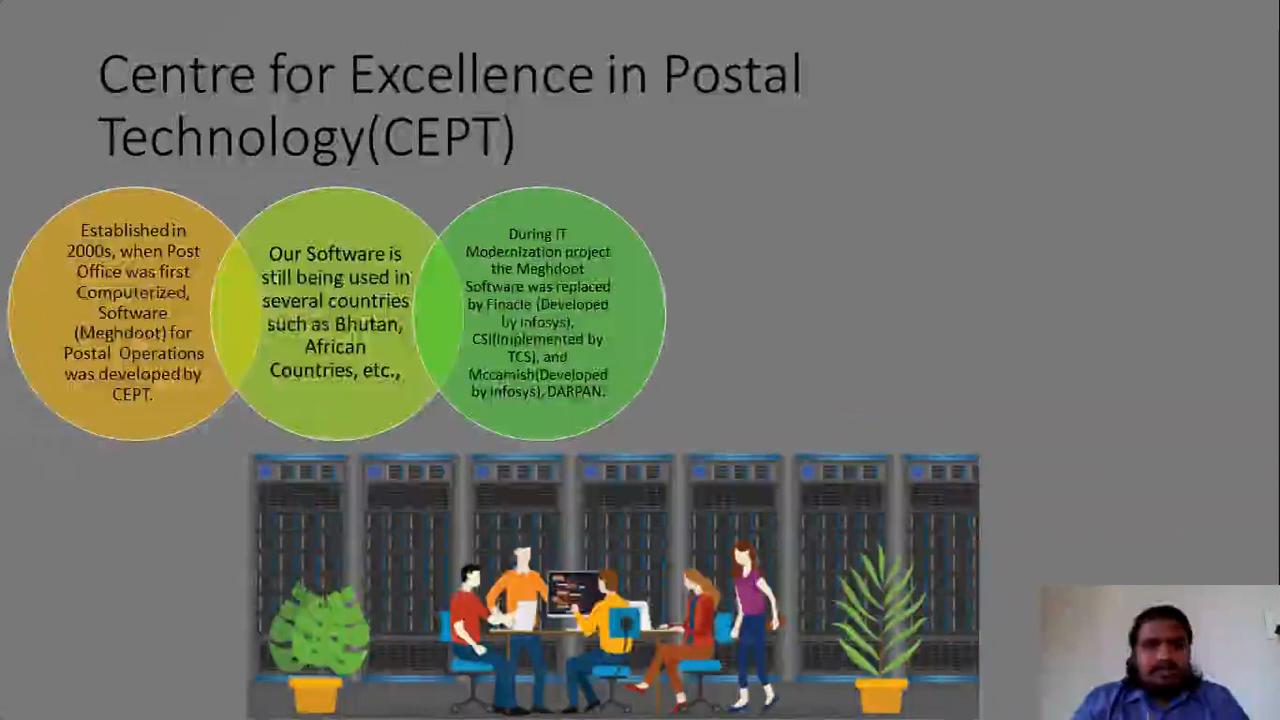 Centre for Excellence in Postal
Technology(CEPT)
Established in
2000s, when Post
Office was first
Computerized,
Software
(Meghdoot) for
Postal Operations
was developed by
CEPT.
Our Software is
still being used in
several countries
such as Bhutan,
African
Countries, etc.,
During IT
Modernization project
the Meghdoot
Software was replaced
by Finacle (Developed
by Infosys),
CSI(Implemented by
TCS), and
Mccamish(Developed
by Infosys), DARPAN.